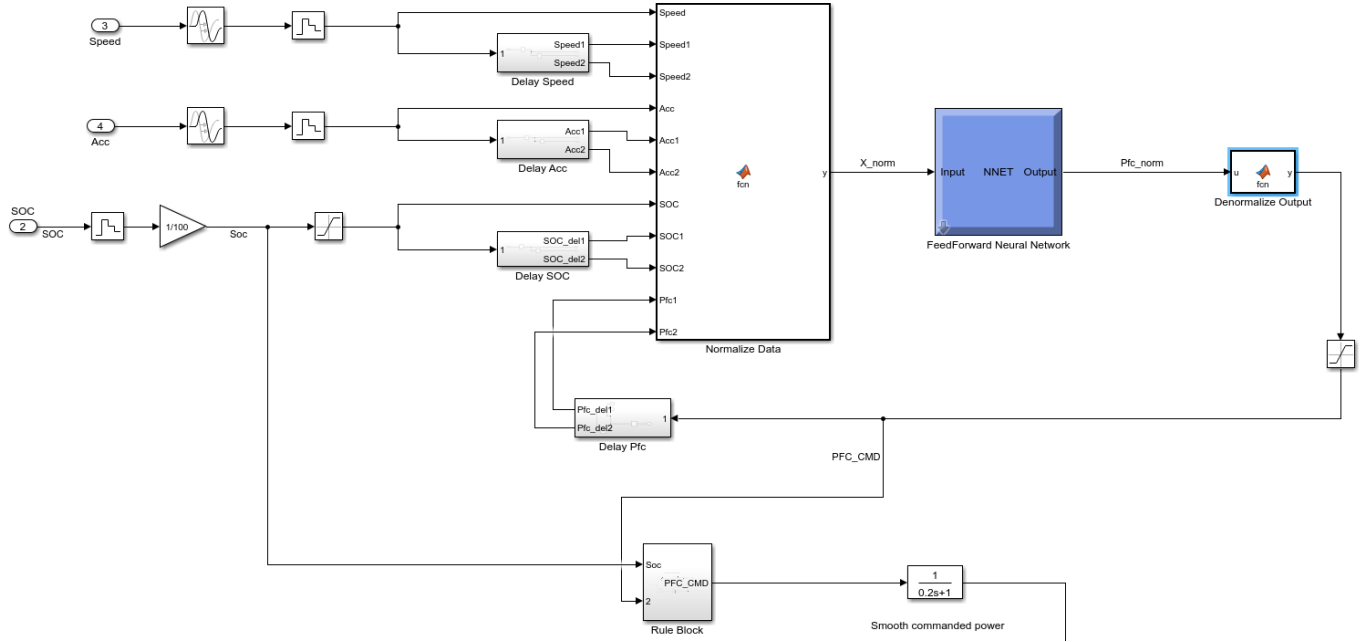 3
Speed
Speed
Speed1
Speed2
1
Speed1
Speed2
Delay Speed
4
Acc
Acc
Acc1
Acc2
1
Acc1
Acc2
Delay Acc
SOC
2
SOC
1/100
Soc
SOC
SOC1
SOC2
1
SOC_del1
SOC_del2
Delay SOC
Pfc1
Pfc2
fcn
y
Normalize Data
X_norm
Input NNET Output
FeedForward Neural Network
Pfc_norm
u fcn y
Denormalize Output
Pfc_del1
Pfc_del2
1
Delay Pfc
PFC_CMD
Soc
PFC_CMD
2
Rule Block
1
0.2s+1
Smooth commanded power